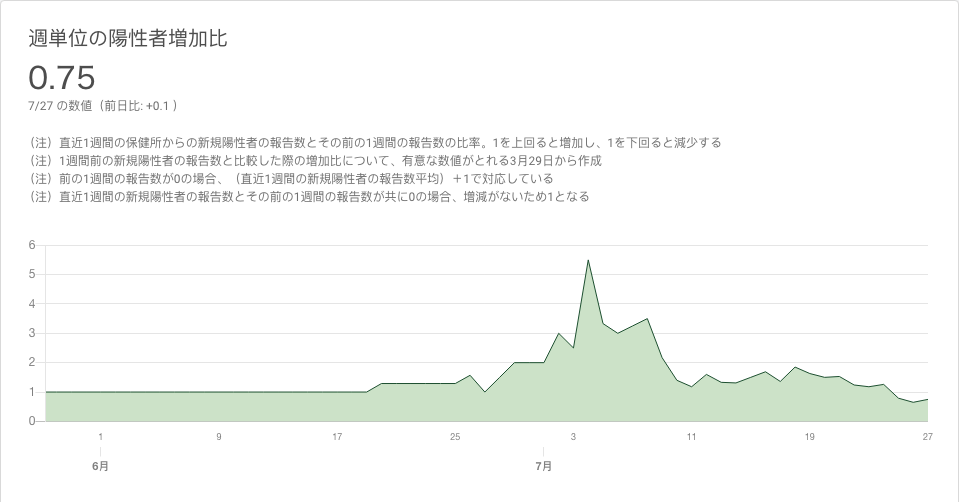 週単位の陽性者増加比
0.75
7/27 の数値（前日比: +0.1 ）
（注）直近1週間の保健所からの新規陽性者の報告数とその前の1週間の報告数の比率。1を上回ると増加し、1を下回ると減少する
（注）1週間前の新規陽性者の報告数と比較した際の増加比について、有意な数値がとれる3月29日から作成
（注）前の1週間の報告数が0の場合、（直近1週間の新規陽性者の報告数平均）＋1で対応している
（注）直近1週間の新規陽性者の報告数とその前の1週間の報告数が共に0の場合、増減がないため1となる
6
5
4
3
2
1
0
1 9 17 25 3 11 19 27
6月 7月